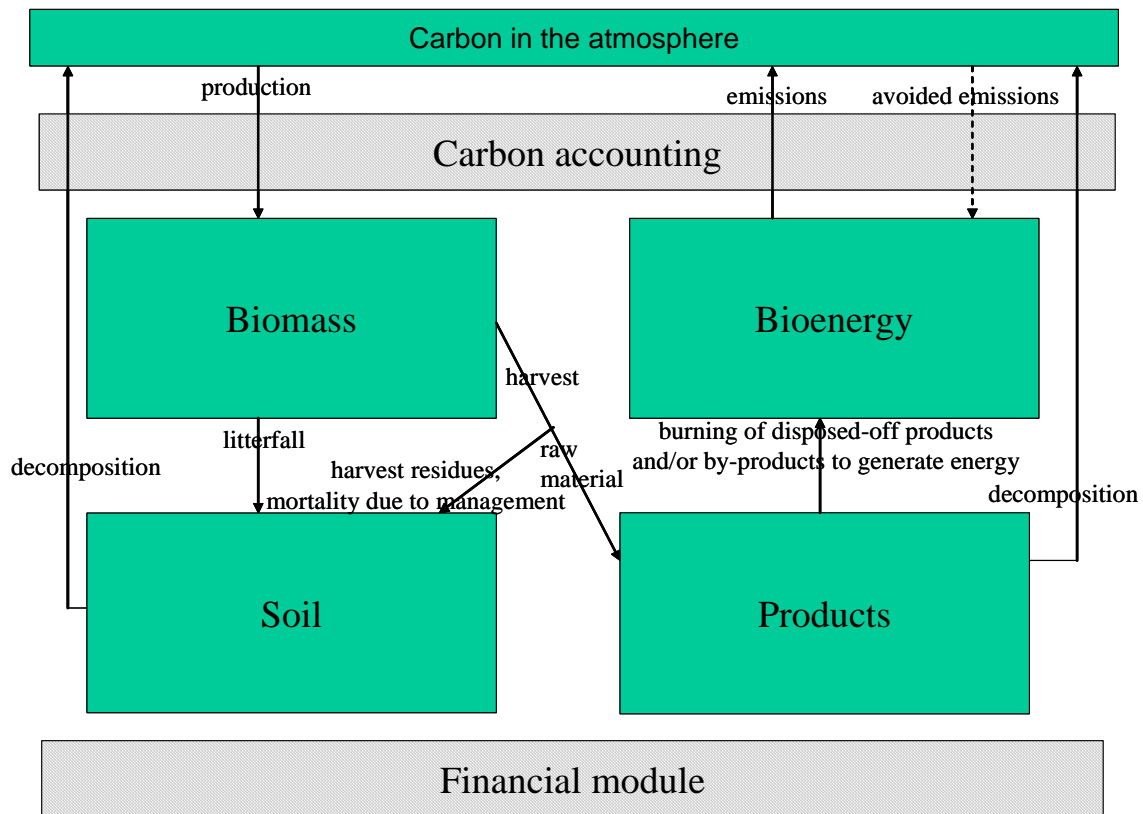 Carbon in the atmosphere
production
emissions
avoided emissions
Carbon accounting
Biomass
Bioenergy
harvest
litterfall
decomposition
harvest residues,
mortality due to management
raw
material
burning of disposed-off products
and/or by-products to generate energy
decomposition
Soil
Products
Financial module